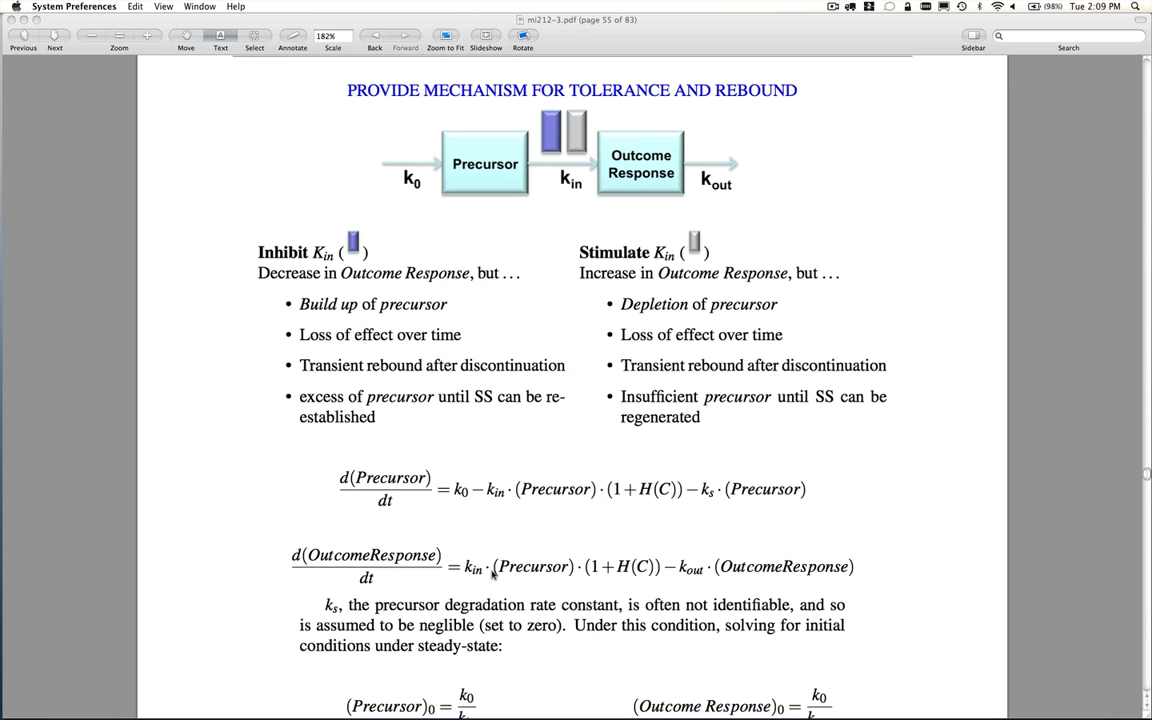 System Preferences Edit View Window Help (98%) Tue 2:09 PM
mi212-3.pdf (page 55 of 83)
182%
Previous Next Zoom Move Text Select Annotate Scale Back Forward Zoom to Fit Slideshow Rotate Sidebar Search
PROVIDE MECHANISM FOR TOLERANCE AND REBOUND
Precursor
Outcome
Response
k0 kin kout
Inhibit Kin ( )
Decrease in Outcome Response, but . . .
• Build up of precursor
• Loss of effect over time
• Transient rebound after discontinuation
• excess of precursor until SS can be re-
established
Stimulate Kin ( )
Increase in Outcome Response, but . . .
• Depletion of precursor
• Loss of effect over time
• Transient rebound after discontinuation
• Insufficient precursor until SS can be
regenerated
d(Precursor)/dt = k0 − kin · (Precursor) · (1 + H(C)) − ks · (Precursor)
d(OutcomeResponse)/dt = kin · (Precursor) · (1 + H(C)) − kout · (OutcomeResponse)
ks, the precursor degradation rate constant, is often not identifiable, and so
is assumed to be neglible (set to zero). Under this condition, solving for initial
conditions under steady-state:
(Precursor)0 = k0/k
(Outcome Response)0 = k0/k